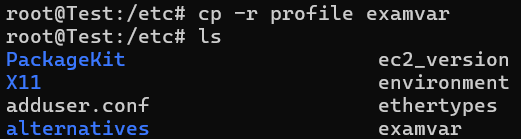 root@Test:/etc# cp -r profile examvar
root@Test:/etc# ls
PackageKit ec2_version
X11 environment
adduser.conf ethertypes
alternatives examvar